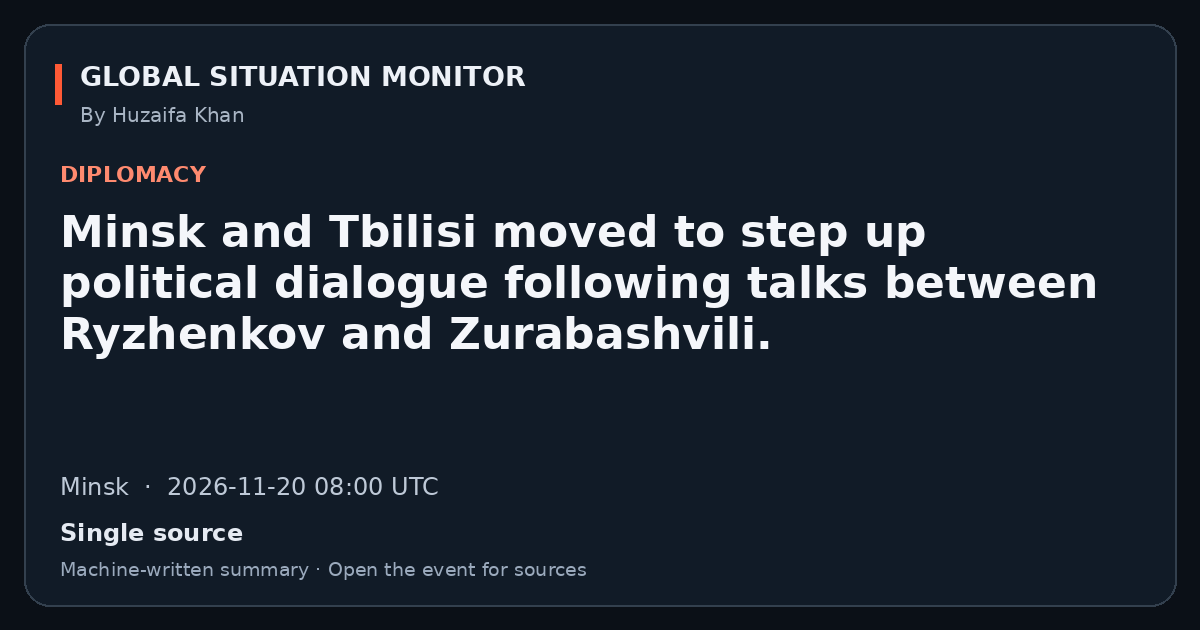 GLOBAL SITUATION MONITOR
By Huzaifa Khan
DIPLOMACY
Minsk and Tbilisi moved to step up
political dialogue following talks between
Ryzhenkov and Zurabashvili.
Minsk · 2026-11-20 08:00 UTC
Single source
Machine-written summary · Open the event for sources